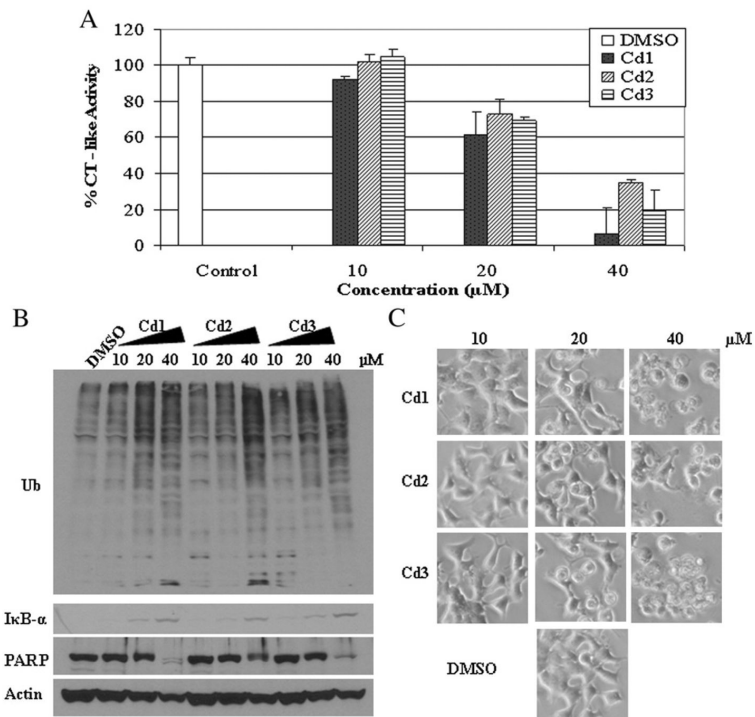 A
120
100
80
60
40
20
0
% CT-like Activity
DMSO
Cd1
Cd2
Cd3
Control 10 20 40
Concentration (μM)
B
DMSO Cd1 Cd2 Cd3
10 20 40 10 20 40 10 20 40 μM
Ub
IκB-α
PARP
Actin
C
10 20 40 μM
Cd1
Cd2
Cd3
DMSO